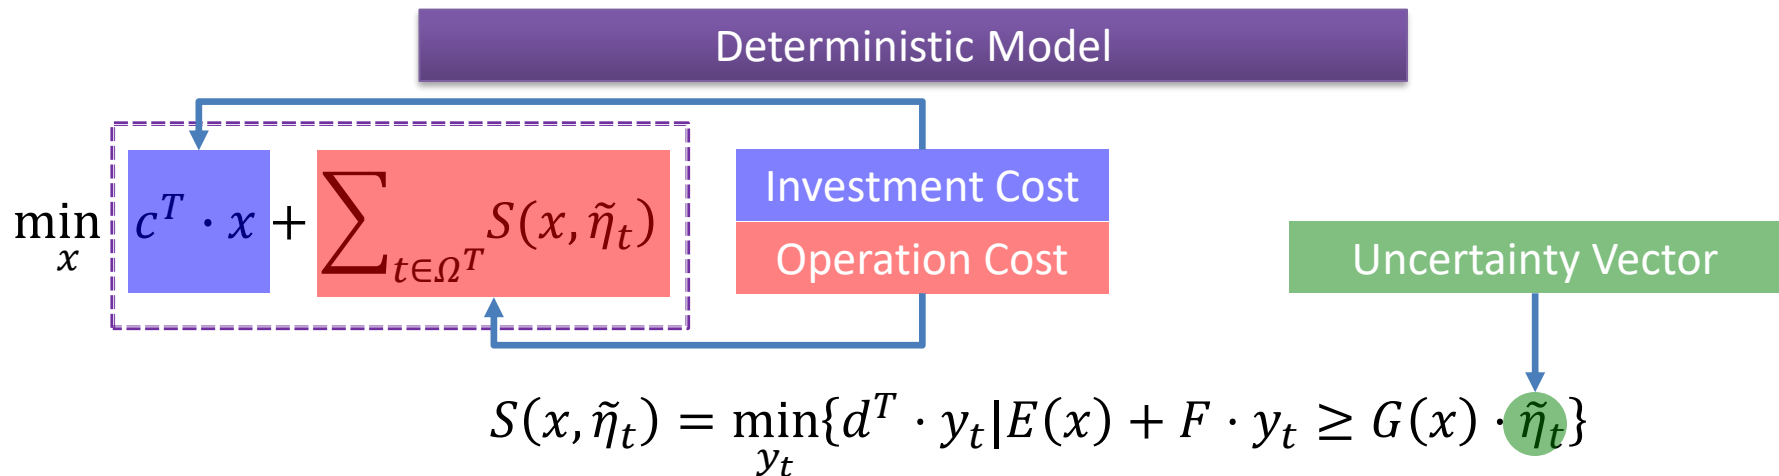 Deterministic Model
min_x c^T · x + ∑_{t∈Ω^T} S(x, η̃_t)
Investment Cost
Operation Cost
Uncertainty Vector
S(x, η̃_t) = min_{y_t}{d^T · y_t|E(x) + F · y_t ≥ G(x) · η̃_t}